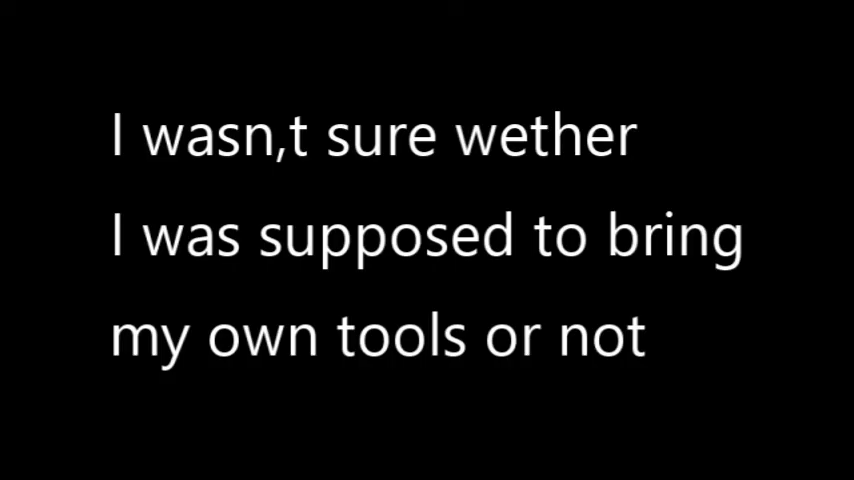 I wasn,t sure wether
I was supposed to bring
my own tools or not